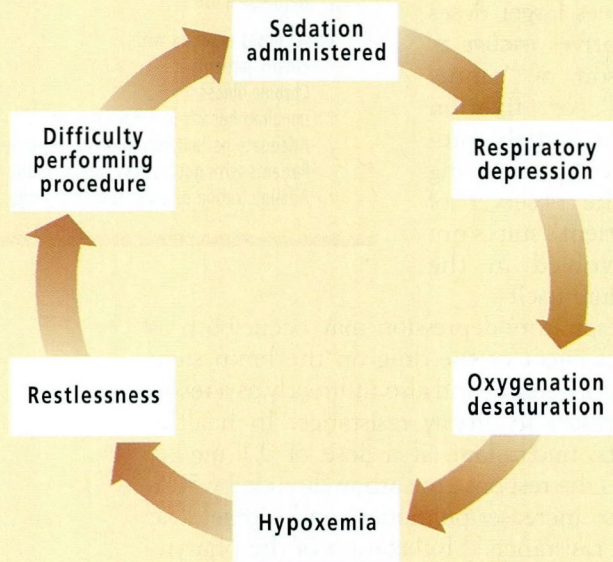 Sedation
administered
Respiratory
depression
Oxygenation
desaturation
Hypoxemia
Restlessness
Difficulty
performing
procedure